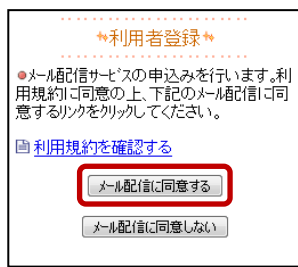 利用者登録
●メール配信サービスの申込みを行います。利
用規約に同意の上、下記のメール配信に同
意するリンクをクリックしてください。
利用規約を確認する
メール配信に同意する
メール配信に同意しない